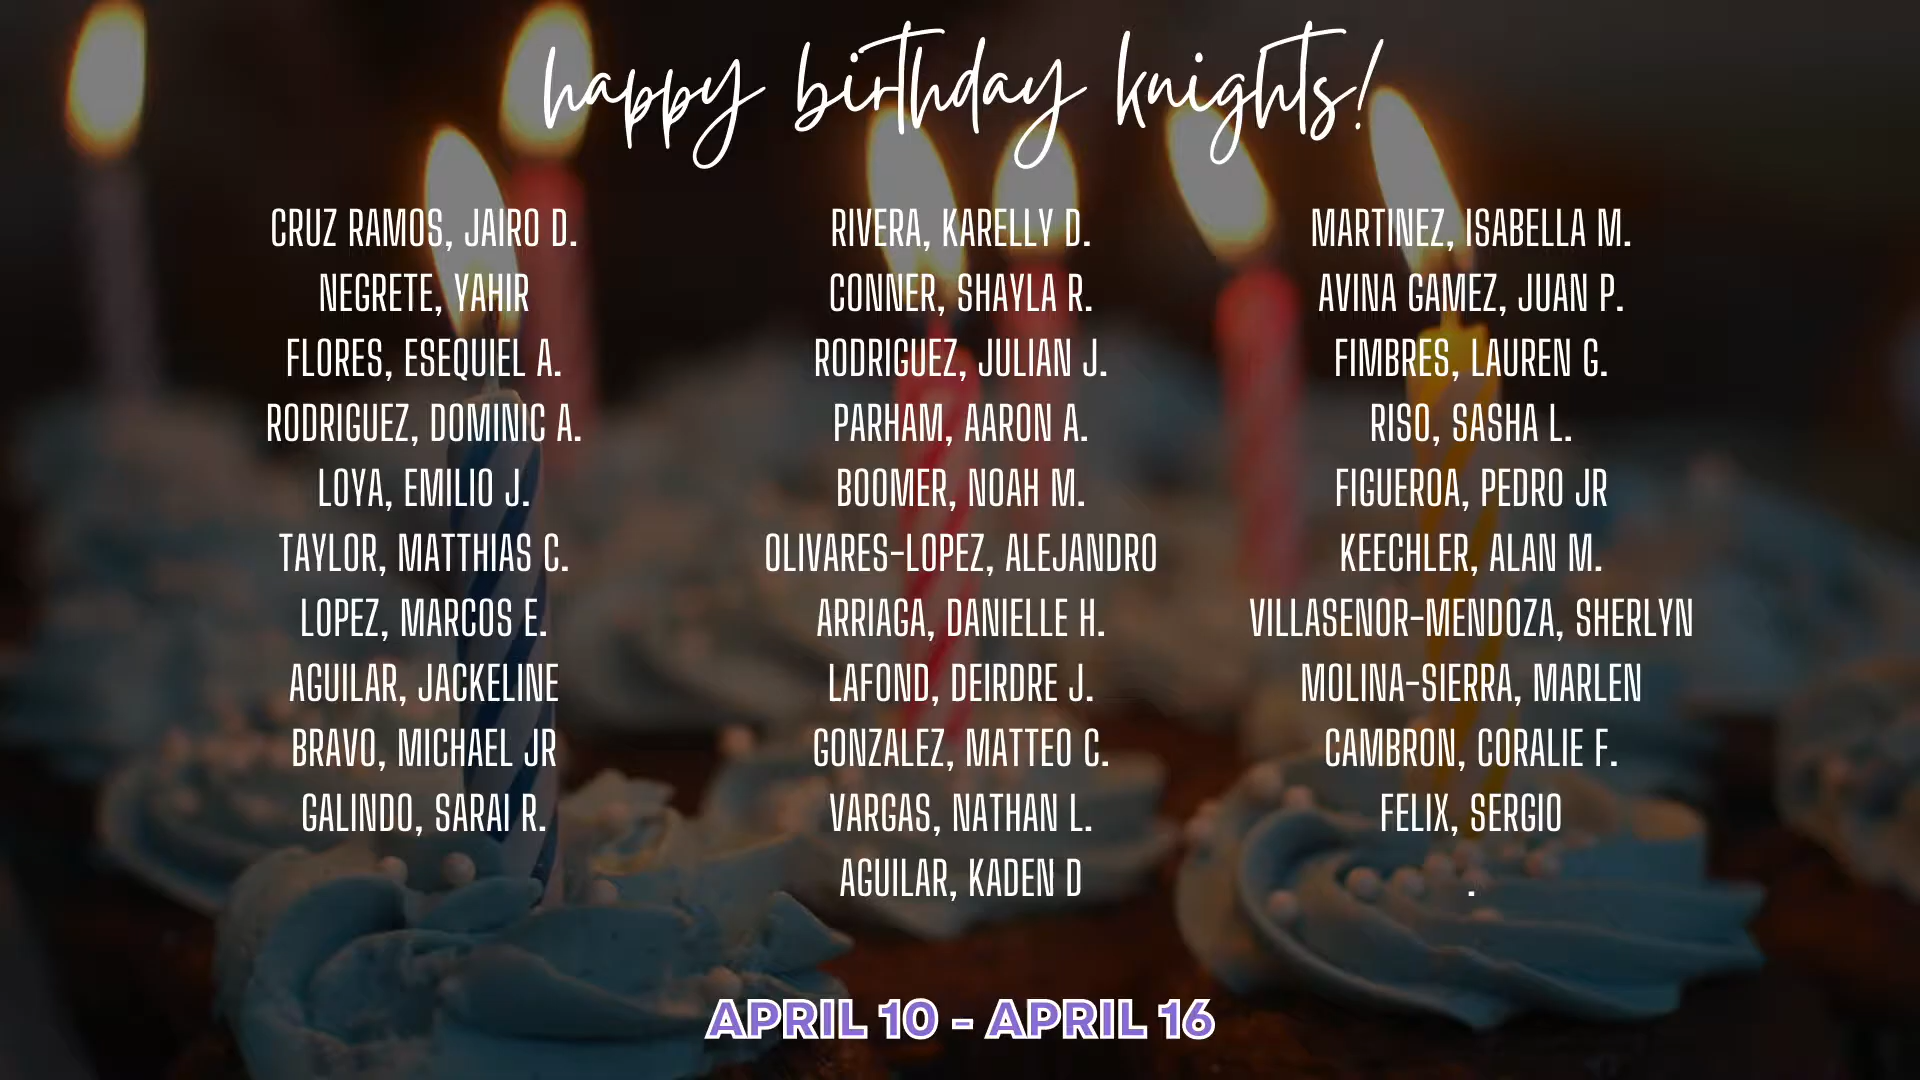 happy birthday knights!
CRUZ RAMOS, JAIRO D.
NEGRETE, YAHIR
FLORES, ESEQUIEL A.
RODRIGUEZ, DOMINIC A.
LOYA, EMILIO J.
TAYLOR, MATTHIAS C.
LOPEZ, MARCOS E.
AGUILAR, JACKELINE
BRAVO, MICHAEL JR
GALINDO, SARAI R.
RIVERA, KARELLY D.
CONNER, SHAYLA R.
RODRIGUEZ, JULIAN J.
PARHAM, AARON A.
BOOMER, NOAH M.
OLIVARES-LOPEZ, ALEJANDRO
ARRIAGA, DANIELLE H.
LAFOND, DEIRDRE J.
GONZALEZ, MATTEO C.
VARGAS, NATHAN L.
AGUILAR, KADEN D
MARTINEZ, ISABELLA M.
AVINA GAMEZ, JUAN P.
FIMBRES, LAUREN G.
RISO, SASHA L.
FIGUEROA, PEDRO JR
KEECHLER, ALAN M.
VILLASENOR-MENDOZA, SHERLYN
MOLINA-SIERRA, MARLEN
CAMBRON, CORALIE F.
FELIX, SERGIO
.
APRIL 10 - APRIL 16